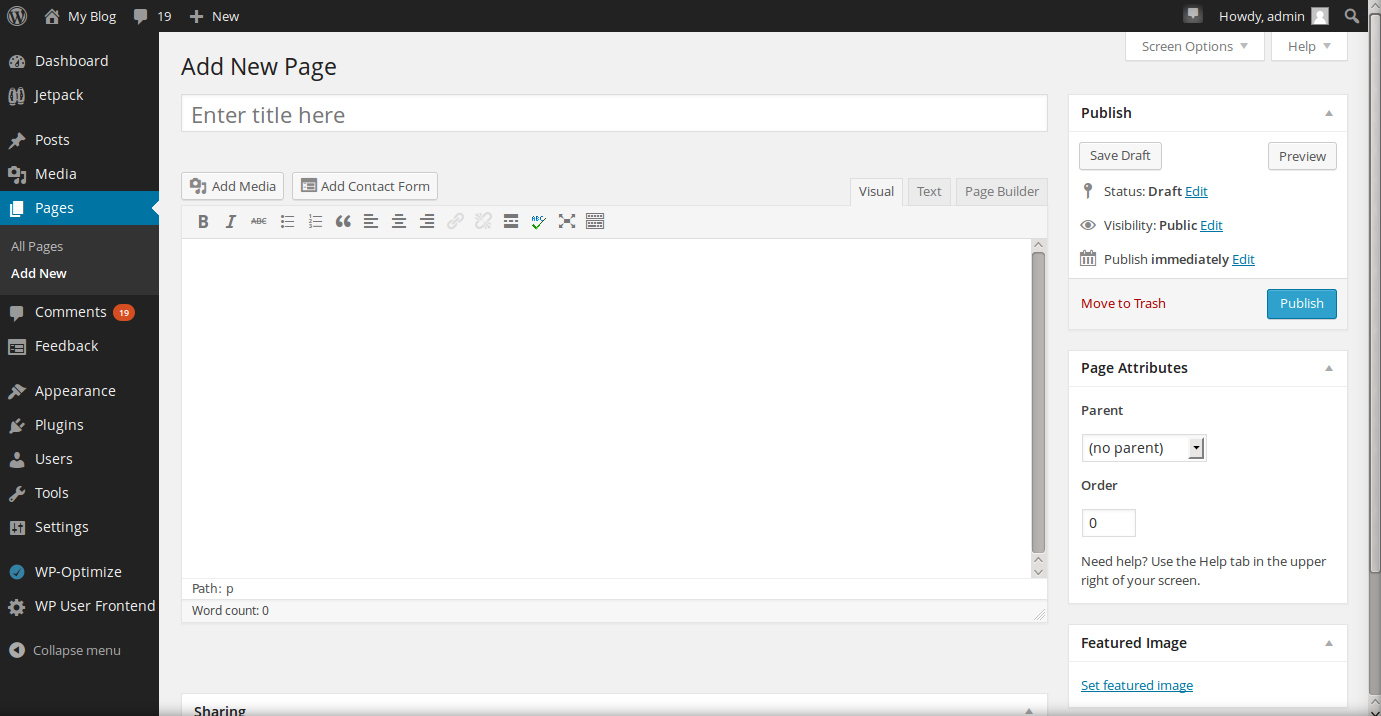 My Blog 19 New Howdy, admin
Screen Options Help
Dashboard
Jetpack
Posts
Media
Pages
All Pages
Add New
Comments 19
Feedback
Appearance
Plugins
Users
Tools
Settings
WP-Optimize
WP User Frontend
Collapse menu
Add New Page
Enter title here
Add Media Add Contact Form
Visual Text Page Builder
B I ABC ABC
Path: p
Word count: 0
Sharing
Publish
Save Draft Preview
Status: Draft Edit
Visibility: Public Edit
Publish immediately Edit
Move to Trash Publish
Page Attributes
Parent
(no parent)
Order
0
Need help? Use the Help tab in the upper
right of your screen.
Featured Image
Set featured image